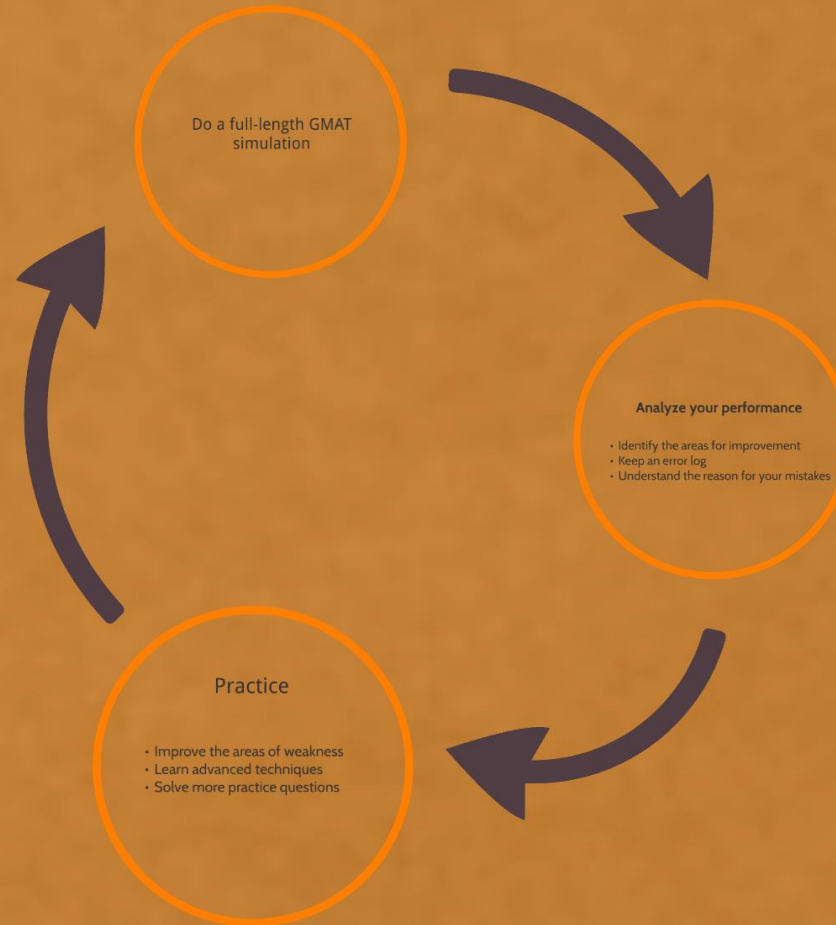 Do a full-length GMAT
simulation
Analyze your performance
• Identify the areas for improvement
• Keep an error log
• Understand the reason for your mistakes
Practice
• Improve the areas of weakness
• Learn advanced techniques
• Solve more practice questions